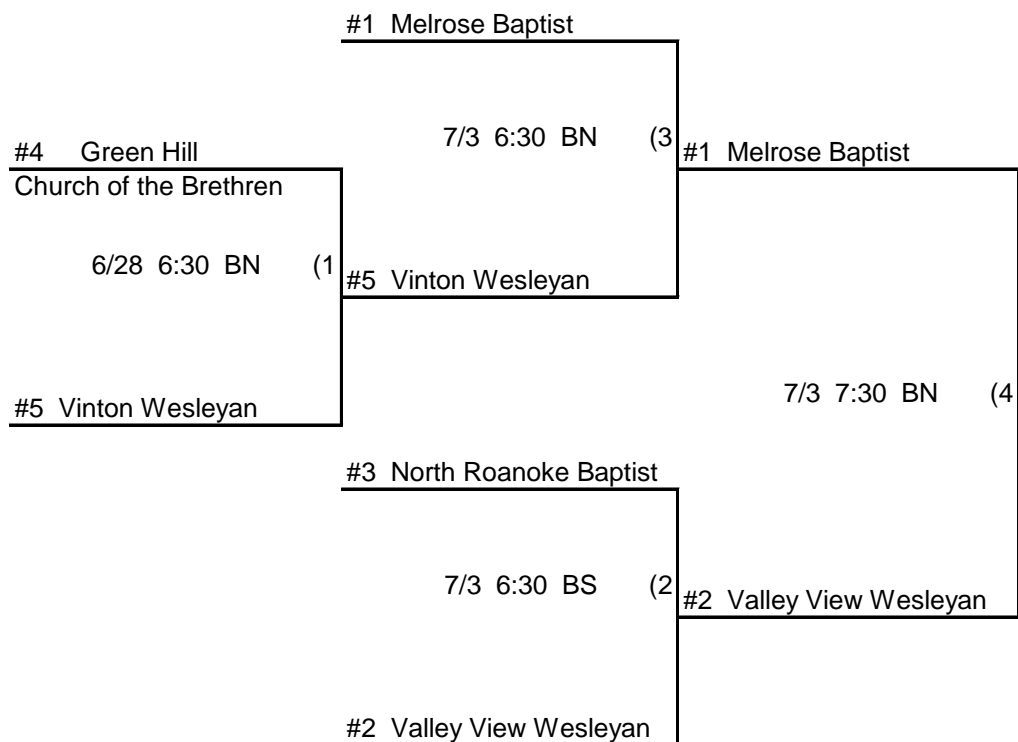 #1 Melrose Baptist
7/3 6:30 BN (3
#4 Green Hill
Church of the Brethren
#1 Melrose Baptist
6/28 6:30 BN (1
#5 Vinton Wesleyan
#5 Vinton Wesleyan
7/3 7:30 BN (4
#3 North Roanoke Baptist
7/3 6:30 BS (2
#2 Valley View Wesleyan
#2 Valley View Wesleyan